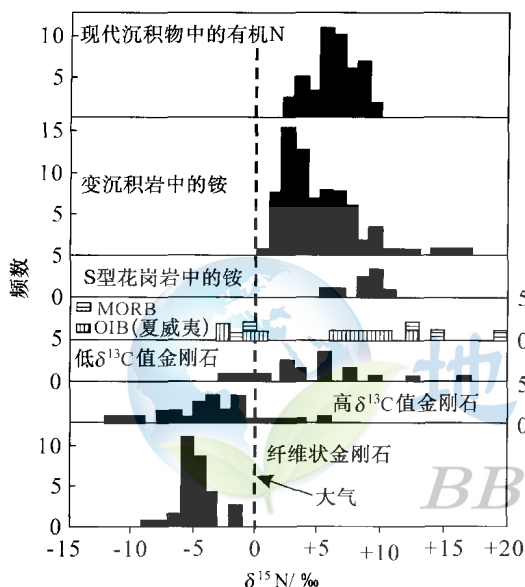 现代沉积物中的有机N
10
5
变沉积岩中的铵
15
10
5
频数
5
S型花岗岩中的铵
0
5
MORB
OIB(夏威夷)
5
0
低δ¹³C值金刚石
5
0
高δ¹³C值金刚石
0
10
纤维状金刚石
5
大气
0
-15 -10 -5 0 +5 +10 +15 +20
δ¹⁵N/‰
地
BB